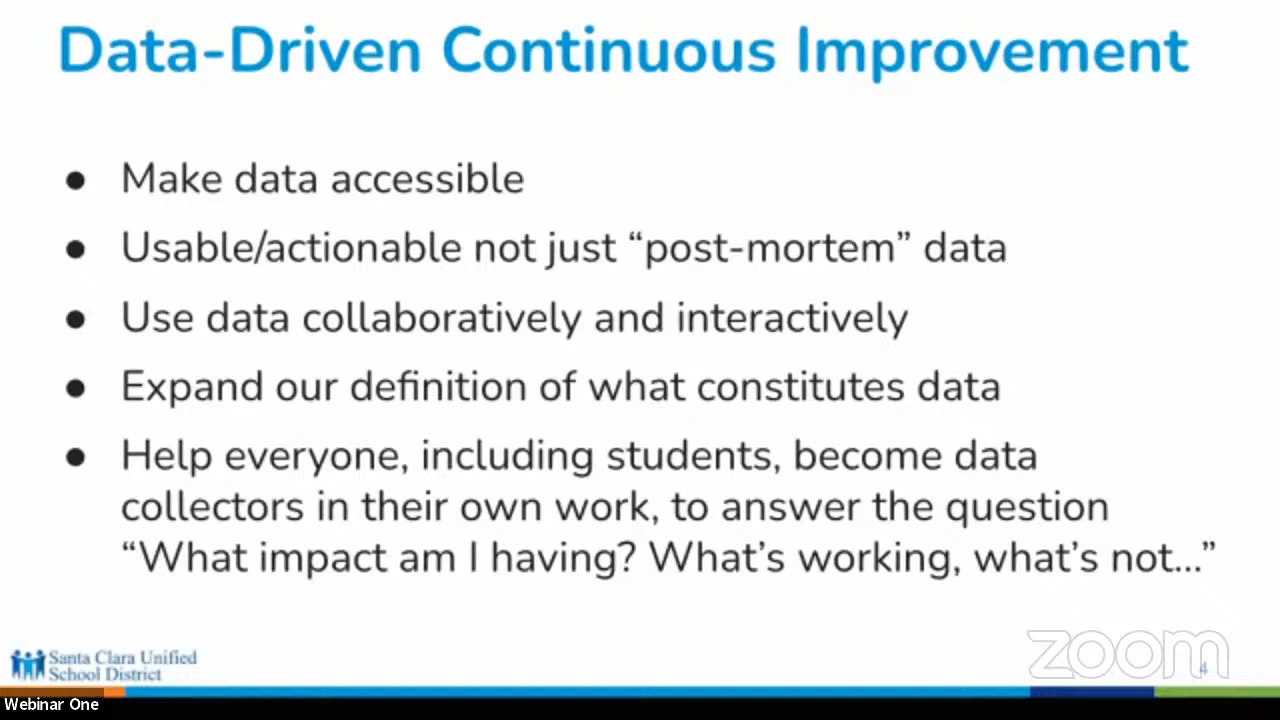 Data-Driven Continuous Improvement
● Make data accessible
● Usable/actionable not just “post-mortem” data
● Use data collaboratively and interactively
● Expand our definition of what constitutes data
● Help everyone, including students, become data
collectors in their own work, to answer the question
“What impact am I having? What’s working, what’s not...”
Santa Clara Unified
School District
zoom
4
Webinar One